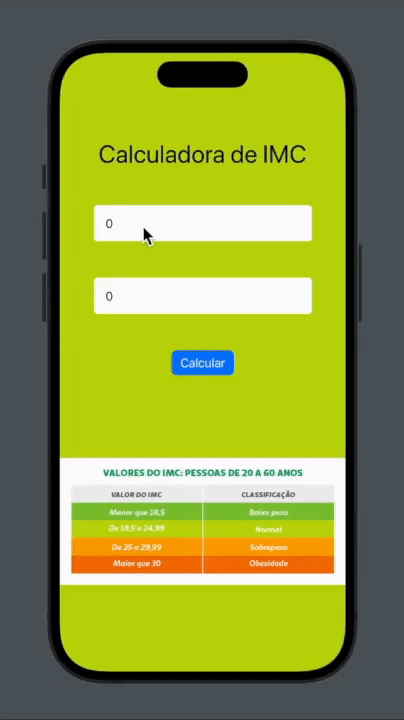 Calculadora de IMC
0
0
Calcular
VALORES DO IMC: PESSOAS DE 20 A 60 ANOS
VALOR DO IMC CLASSIFICAÇÃO
Menor que 18,5 Baixo peso
De 18,5 a 24,99 Normal
De 25 a 29,99 Sobrepeso
Maior que 30 Obesidade